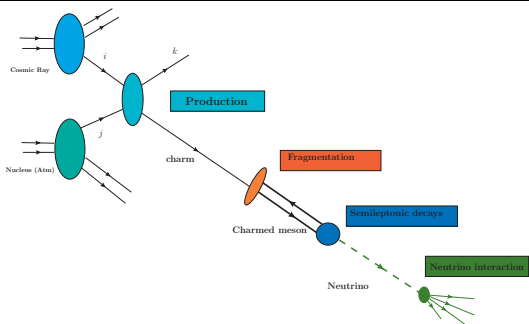 k
i
Cosmic Ray
Production
j
charm
Fragmentation
Nucleus (Atm)
Semileptonic decays
Charmed meson
Neutrino interaction
Neutrino